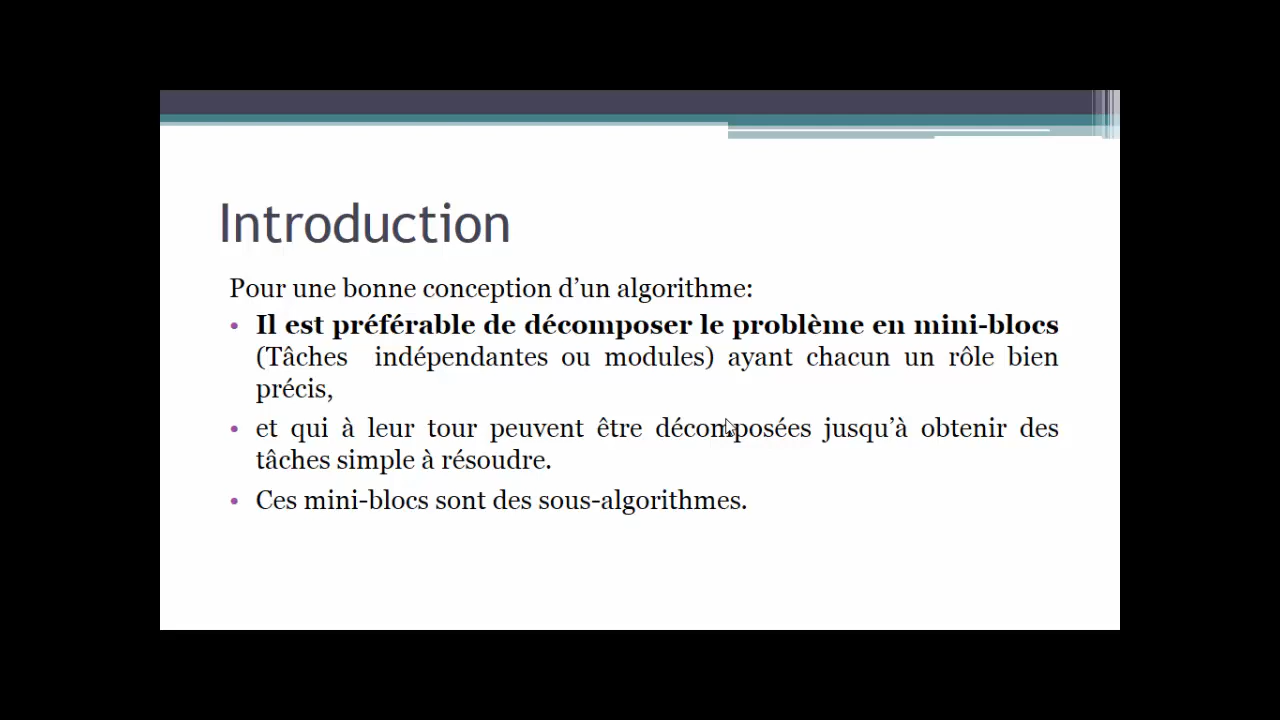 Introduction
Pour une bonne conception d’un algorithme:
• Il est préférable de décomposer le problème en mini-blocs
(Tâches indépendantes ou modules) ayant chacun un rôle bien
précis,
• et qui à leur tour peuvent être décomposées jusqu’à obtenir des
tâches simple à résoudre.
• Ces mini-blocs sont des sous-algorithmes.